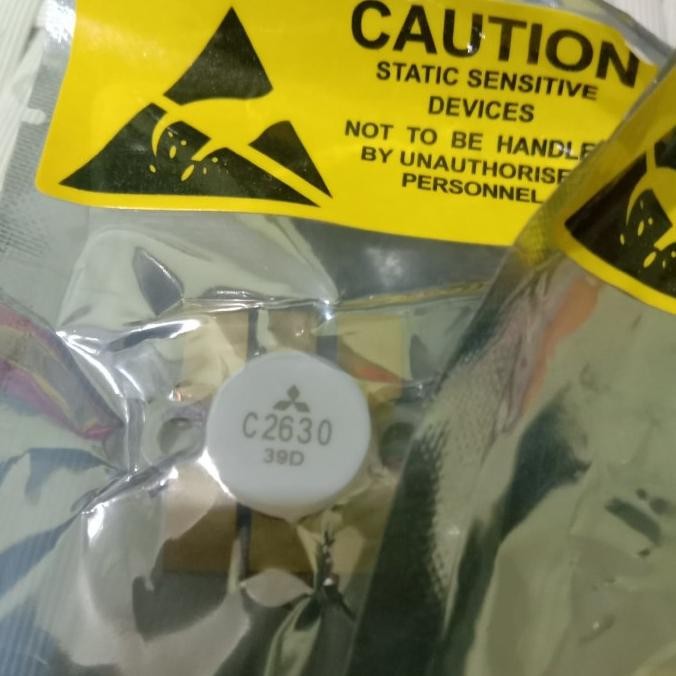 CAUTION
STATIC SENSITIVE
DEVICES
NOT TO BE HANDLE
BY UNAUTHORISE
PERSONNEL
C2630
39D